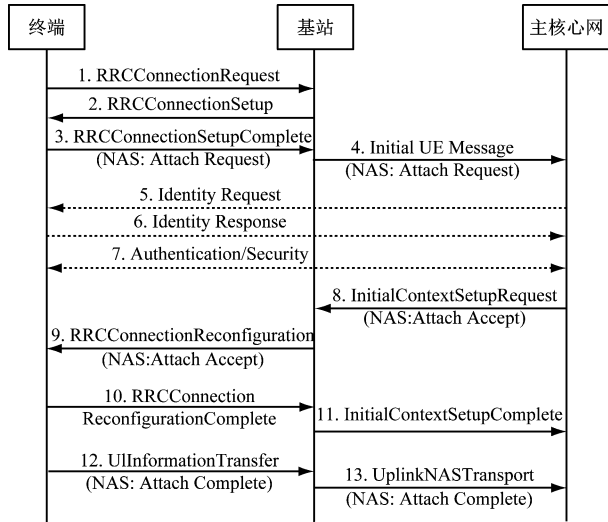 终端
基站
主核心网
1. RRCConnectionRequest
2. RRCConnectionSetup
3. RRCConnectionSetupComplete
(NAS: Attach Request)
4. Initial UE Message
(NAS: Attach Request)
5. Identity Request
6. Identity Response
7. Authentication/Security
8. InitialContextSetupRequest
(NAS:Attach Accept)
9. RRCConnectionReconfiguration
(NAS:Attach Accept)
10. RRCConnection
ReconfigurationComplete
11. InitialContextSetupComplete
12. UlInformationTransfer
(NAS: Attach Complete)
13. UplinkNASTransport
(NAS: Attach Complete)